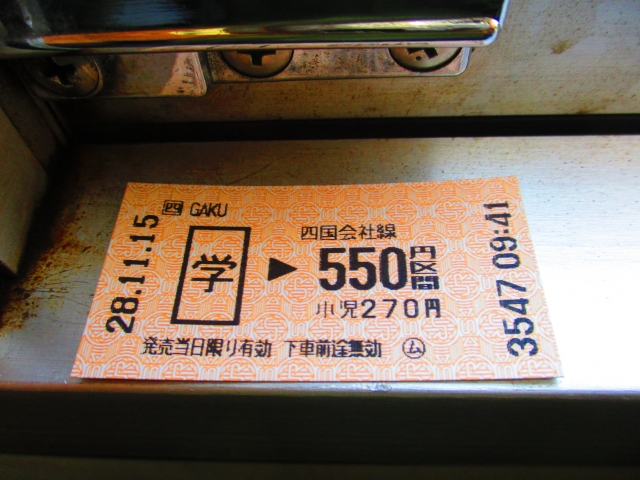 28.11.15
四 GAKU
学 ▶ 四国会社線
550円区間
小児270円
発売当日限り有効 下車前途無効 ム
3547 09:41